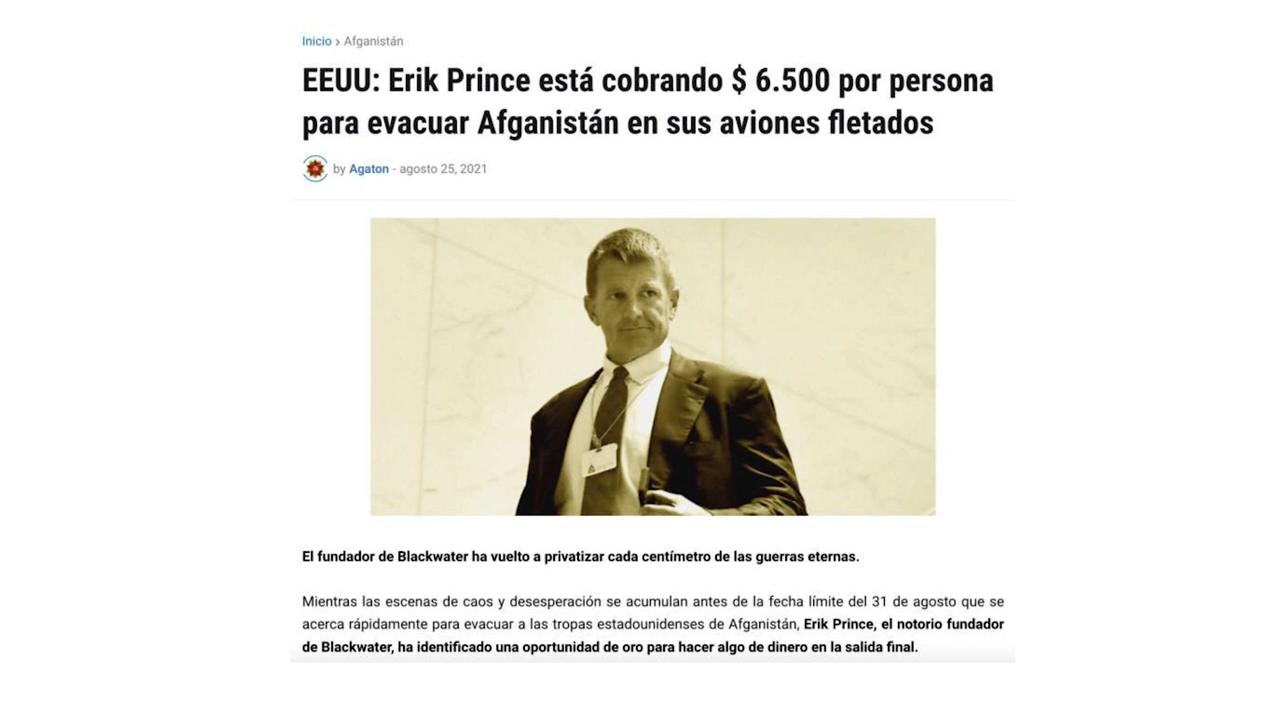 Inicio › Afganistán
EEUU: Erik Prince está cobrando $ 6.500 por persona
para evacuar Afganistán en sus aviones fletados
by Agaton - agosto 25, 2021
El fundador de Blackwater ha vuelto a privatizar cada centímetro de las guerras eternas.
Mientras las escenas de caos y desesperación se acumulan antes de la fecha límite del 31 de agosto que se
acerca rápidamente para evacuar a las tropas estadounidenses de Afganistán, Erik Prince, el notorio fundador
de Blackwater, ha identificado una oportunidad de oro para hacer algo de dinero en la salida final.